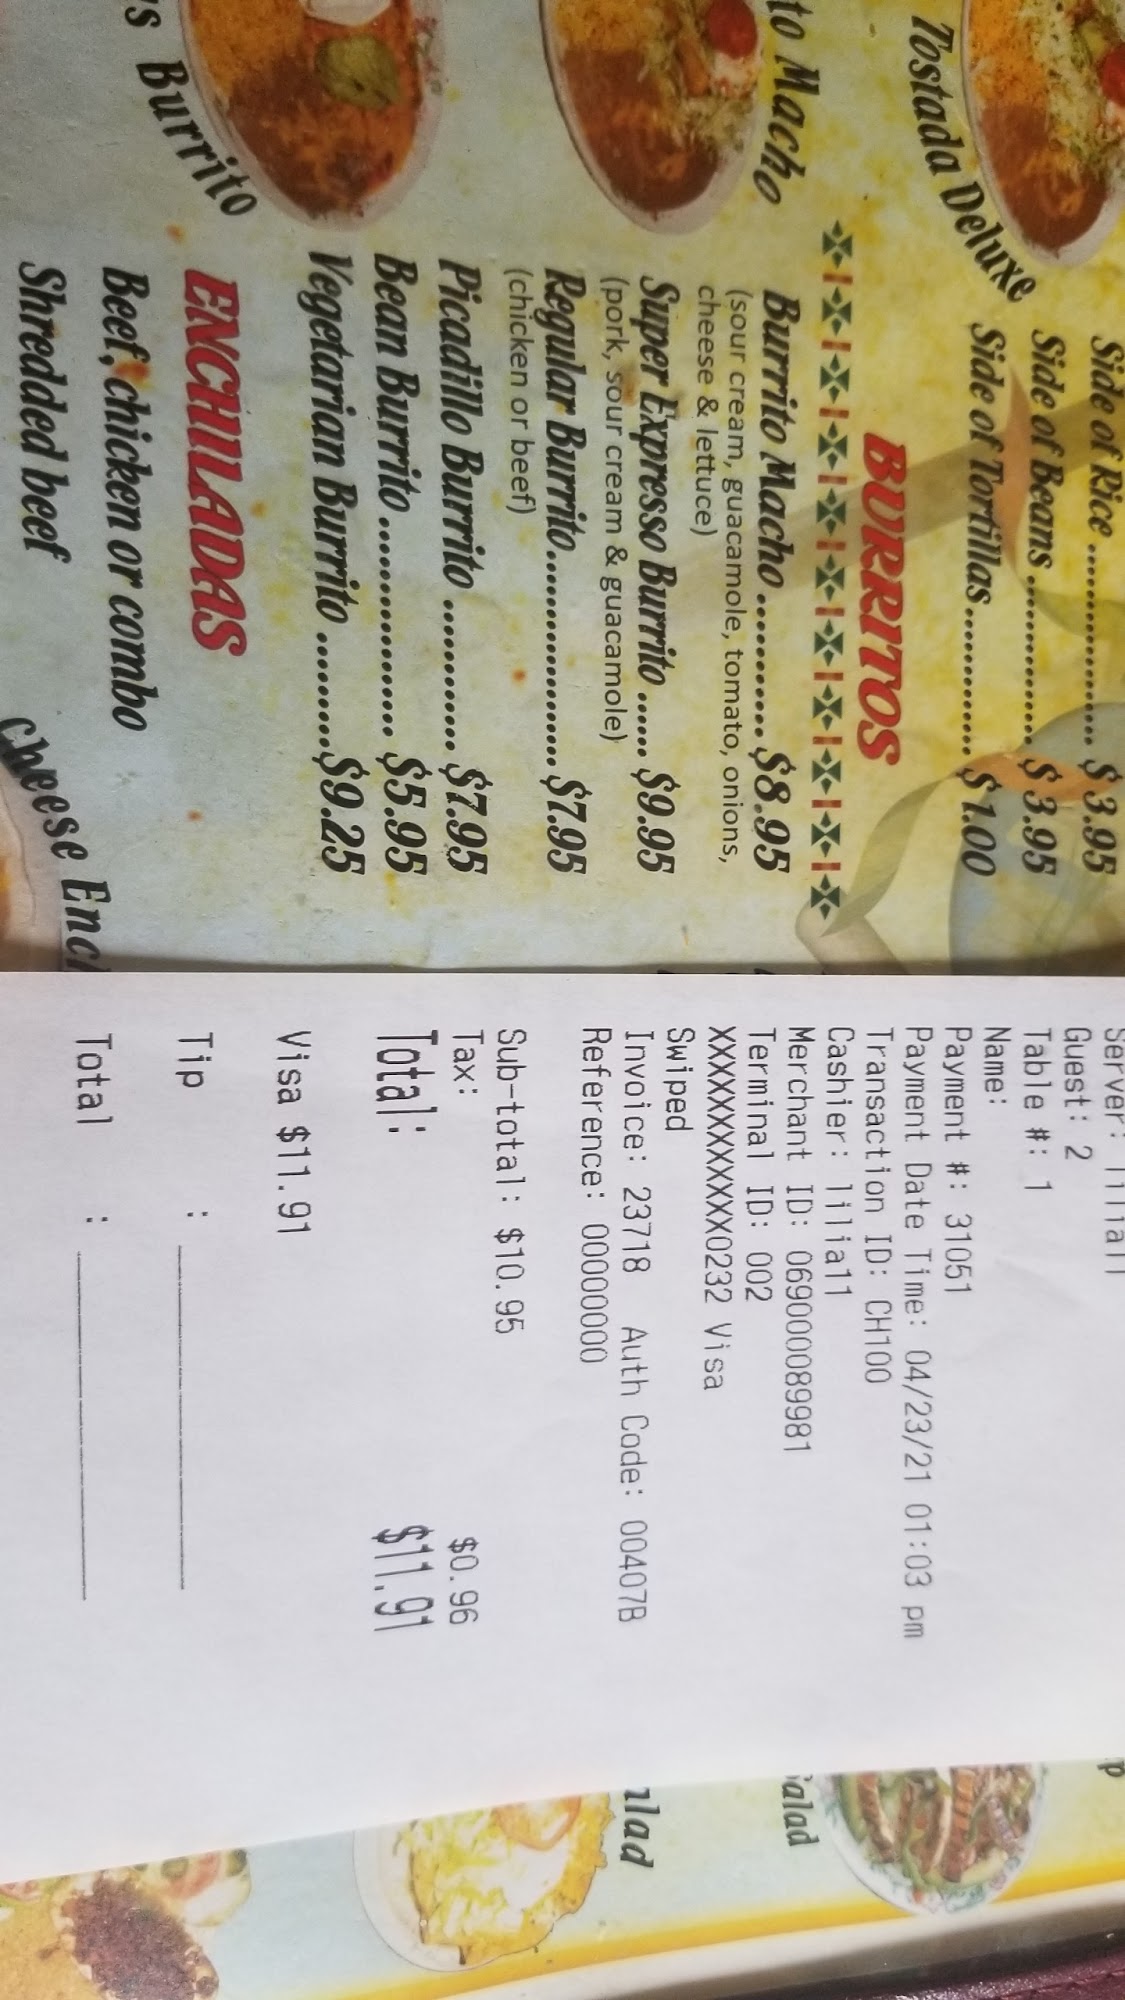 Tostada Deluxe
to Macho
Burrito
Side of Rice ............... $3.95
Side of Beans ............. $3.95
Side of Tortillas ........... $1.00
BURRITOS
Burrito Macho ........... $8.95
(sour cream, guacamole, tomato, onions,
cheese & lettuce)
Super Expresso Burrito ..... $9.95
(pork, sour cream & guacamole)
Regular Burrito ................. $7.95
(chicken or beef)
Picadillo Burrito ............ $7.95
Bean Burrito ................. $5.95
Vegetarian Burrito ......... $9.25
ENCHILADAS
Beef, chicken or combo
Shredded beef
Cheese
Server:
Guest: 2
Table #: 1
Name:
Payment #: 31051
Payment Date Time: 04/23/21 01:03 pm
Transaction ID: CH100
Cashier: lilia11
Merchant ID: 069000089981
Terminal ID: 002
XXXXXXXXXXXX0232 Visa
Swiped
Invoice: 23718 Auth Code: 00407B
Reference: 00000000
Sub-total: $10.95
Tax: $0.96
Total: $11.91
Visa $11.91
Tip :
Total :